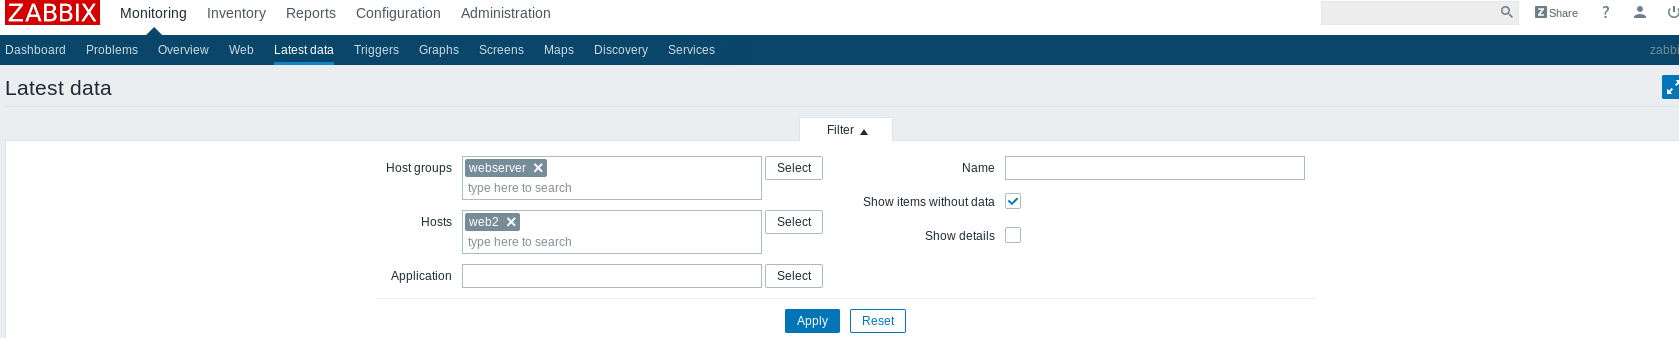 ZABBIX Monitoring Inventory Reports Configuration Administration Z Share ?
Dashboard Problems Overview Web Latest data Triggers Graphs Screens Maps Discovery Services zabbi
Latest data
Filter
Host groups webserver Select Name
type here to search
Show items without data
Hosts web2 Select
Show details
type here to search
Application Select
Apply Reset